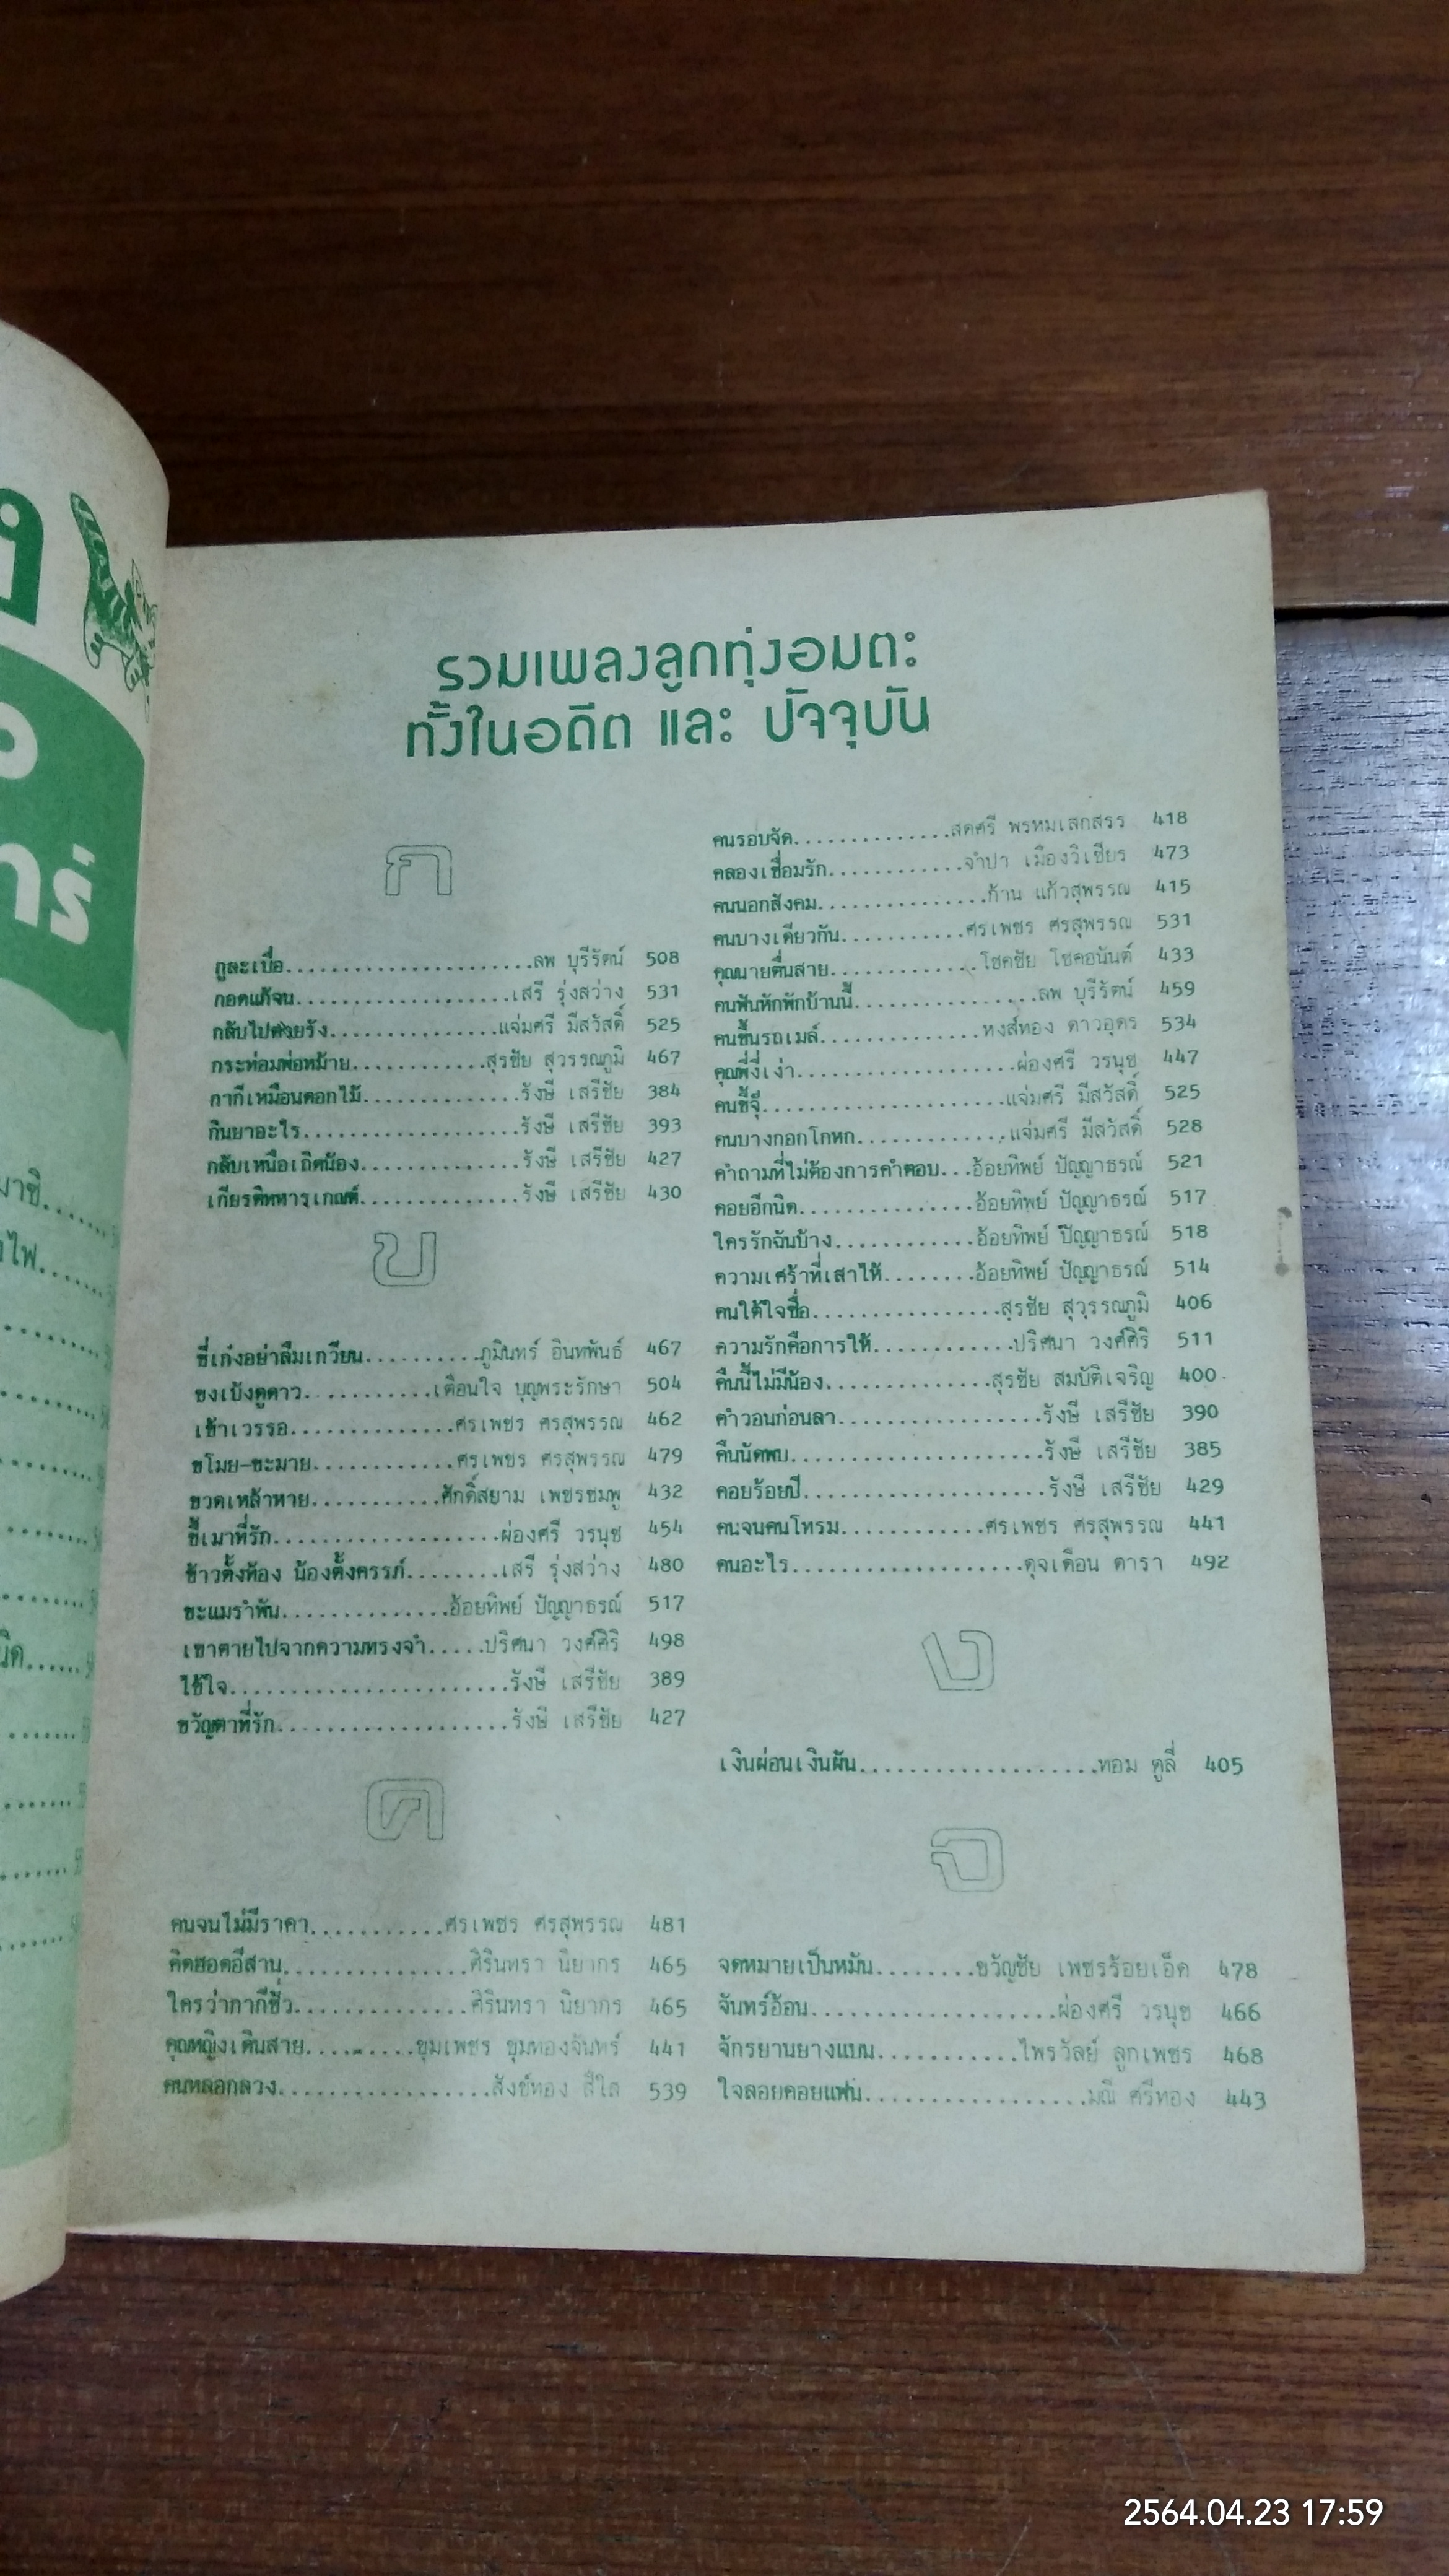 รวมเพลงลูกทุ่งอมตะ
ทั้งในอดีต และ ปัจจุบัน
ก
กูละเบื่อ......................ลพ บุรีรัตน์ 508
กอดแก้จน...................เสรี รุ่งสว่าง 531
กลับไปตายรัง...............แจ่มศรี มีสวัสดิ์ 525
กระท่อมพ่อหม้าย............สุรชัย สุวรรณภูมิ 467
กากีเหมือนดอกไม้..............รังษี เสรีชัย 384
กินยาอะไร...................รังษี เสรีชัย 393
กลับเหนือเถิดน้อง..............รังษี เสรีชัย 427
เกียรติทหารเกณฑ์..............รังษี เสรีชัย 430
ข
ขี่เก๋งอย่าลืมเกวียน..........ภูมินทร์ อินทพันธ์ 467
ขงเบ้งดูดาว...........เตือนใจ บุญพระรักษา 504
เข้าเวรรอ...............ศรเพชร ศรสุพรรณ 462
ขโมย-ขะมาย............ศรเพชร ศรสุพรรณ 479
ขวดเหล้าหาย...........ศักดิ์สยาม เพชรชมพู 432
ขี้เมาที่รัก....................ผ่องศรี วรนุช 454
ข้าวตั้งท้อง น้องตั้งครรภ์........เสรี รุ่งสว่าง 480
ขะแมรำพัน...............อ้อยทิพย์ ปัญญาธรณ์ 517
เขาตายไปจากความทรงจำ.....ปริศนา วงศ์ศิริ 498
ไข้ใจ.........................รังษี เสรีชัย 389
ขวัญตาที่รัก.....................รังษี เสรีชัย 427
ค
คนจนไม่มีราคา............ศรเพชร ศรสุพรรณ 481
คิดฮอดอีสาน................ศิรินทรา นิยากร 465
ใครว่ากากีชั่ว...............ศิรินทรา นิยากร 465
คุณหญิงเดินสาย.........ขุมเพชร ขุมทองจันทร์ 441
คนหลอกลวง..................สังข์ทอง สีใส 539
คนรอบจัด..............สดศรี พรหมเสกสรร 418
คลองเชื่อมรัก............จำปา เมืองวิเชียร 473
คนนอกสังคม...............ก้าน แก้วสุพรรณ 415
คนบางเดียวกัน...........ศรเพชร ศรสุพรรณ 531
คุณนายตื่นสาย.............โชคชัย โชคอนันต์ 433
คนฟันหักพักบ้านนี้................ลพ บุรีรัตน์ 459
คนขึ้นรถเมล์..............หงส์ทอง ดาวอุดร 534
คุณพี่งี่เง่า....................ผ่องศรี วรนุช 447
คนขี้จุ๊......................แจ่มศรี มีสวัสดิ์ 525
คนบางกอกโกหก.............แจ่มศรี มีสวัสดิ์ 528
คำถามที่ไม่ต้องการคำตอบ...อ้อยทิพย์ ปัญญาธรณ์ 521
คอยอีกนิด...............อ้อยทิพย์ ปัญญาธรณ์ 517
ใครรักฉันบ้าง............อ้อยทิพย์ ปัญญาธรณ์ 518
ความเศร้าที่เสาไห้........อ้อยทิพย์ ปัญญาธรณ์ 514
คนใต้ใจซื่อ................สุรชัย สุวรรณภูมิ 406
ความรักคือการให้............ปริศนา วงศ์ศิริ 511
คืนนี้ไม่มีน้อง..............สุรชัย สมบัติเจริญ 400
คำวอนก่อนลา..................รังษี เสรีชัย 390
คืนนัดพบ......................รังษี เสรีชัย 385
คอยร้อยปี.....................รังษี เสรีชัย 429
คนจนคนโทรม............ศรเพชร ศรสุพรรณ 441
คนอะไร....................ดุจเดือน ดารา 492
ง
เงินผ่อนเงินผัน...................ทอม ดูลี่ 405
จ
จดหมายเป็นหมัน........ขวัญชัย เพชรร้อยเอ็ด 478
จันทร์อ้อน....................ผ่องศรี วรนุช 466
จักรยานยางแบน............ไพรวัลย์ ลูกเพชร 468
ใจลอยคอยแฟน..................มณี ศรีทอง 443
2564.04.23 17:59